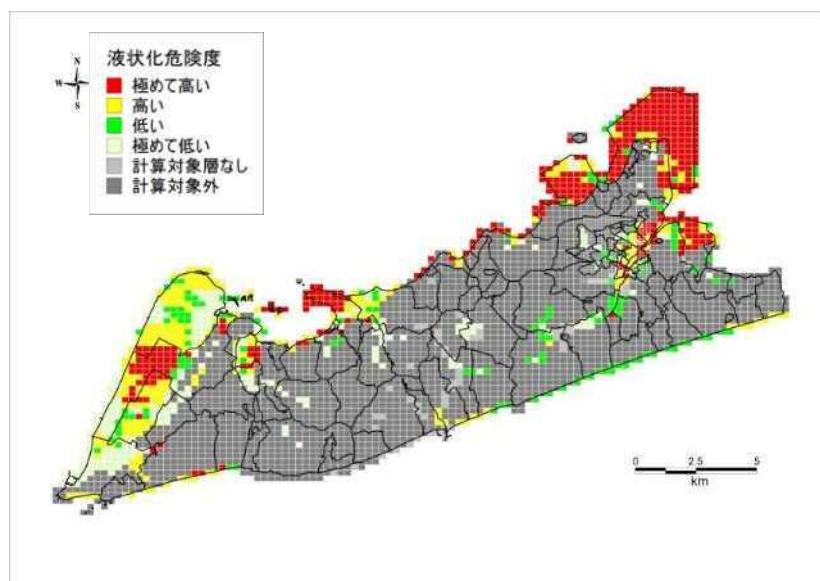 N
W
S
液状化危険度
極めて高い
高い
低い
極めて低い
計算対象層なし
計算対象外
0 2.5 5
km